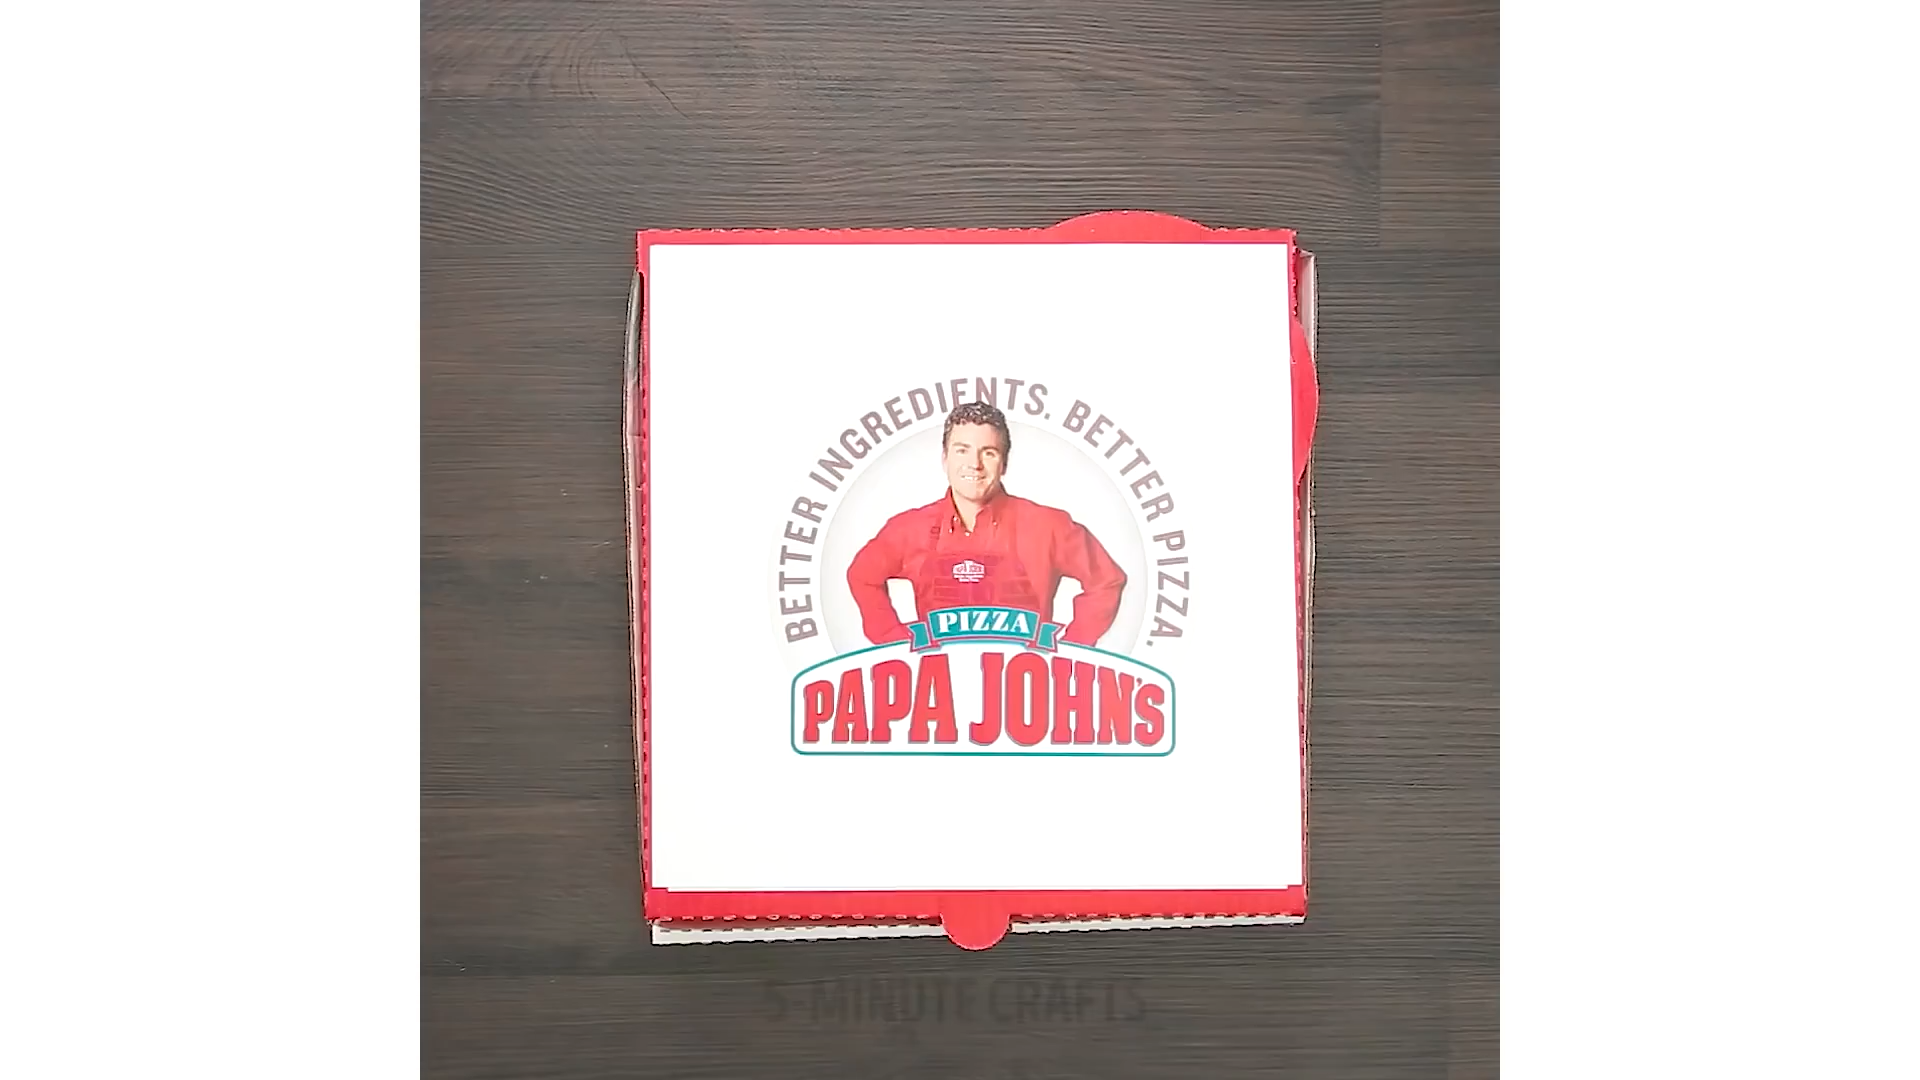 BETTER INGREDIENTS. BETTER PIZZA.
PIZZA
PAPA JOHN'S
5-MINUTE CRAFTS